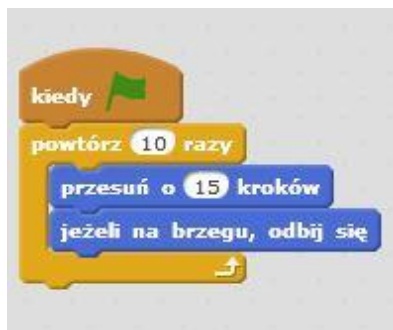 kiedy
powtórz 10 razy
przesuń o 15 kroków
jeżeli na brzegu, odbij się